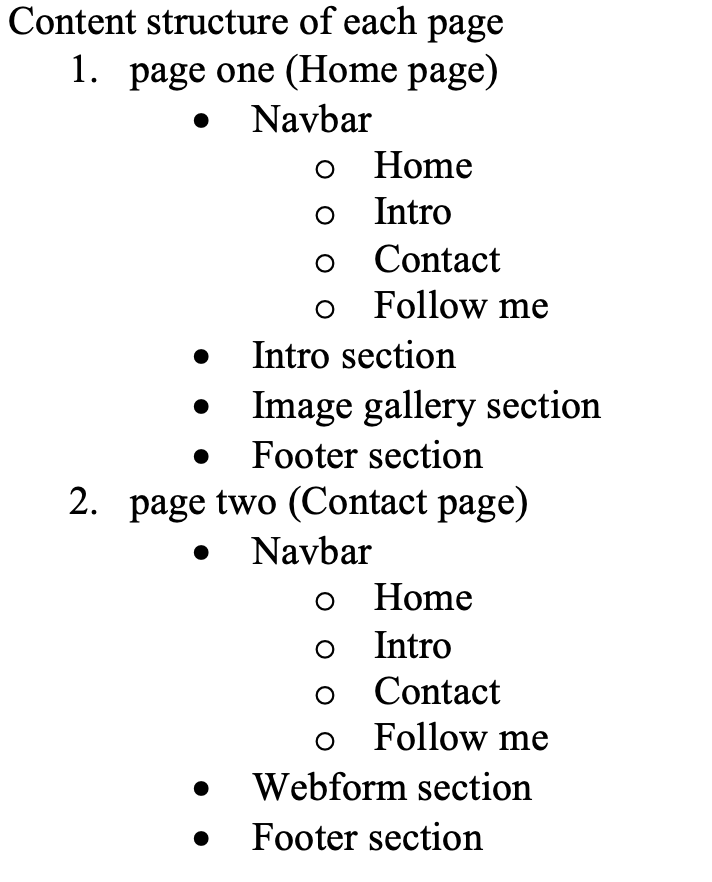 Content structure of each page
1. page one (Home page)
• Navbar
o Home
o Intro
o Contact
o Follow me
• Intro section
• Image gallery section
• Footer section
2. page two (Contact page)
• Navbar
o Home
o Intro
o Contact
o Follow me
• Webform section
• Footer section